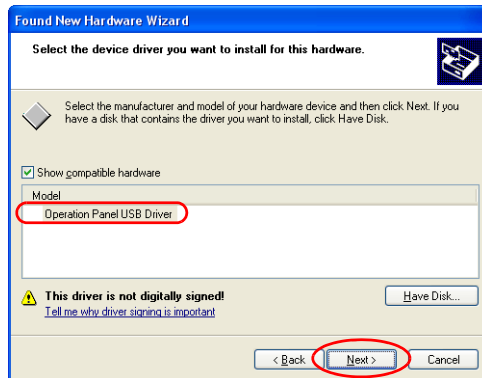 Found New Hardware Wizard
Select the device driver you want to install for this hardware.
Select the manufacturer and model of your hardware device and then click Next. If you
have a disk that contains the driver you want to install, click Have Disk.
Show compatible hardware
Model
Operation Panel USB Driver
This driver is not digitally signed!
Tell me why driver signing is important
Have Disk...
< Back
Next >
Cancel